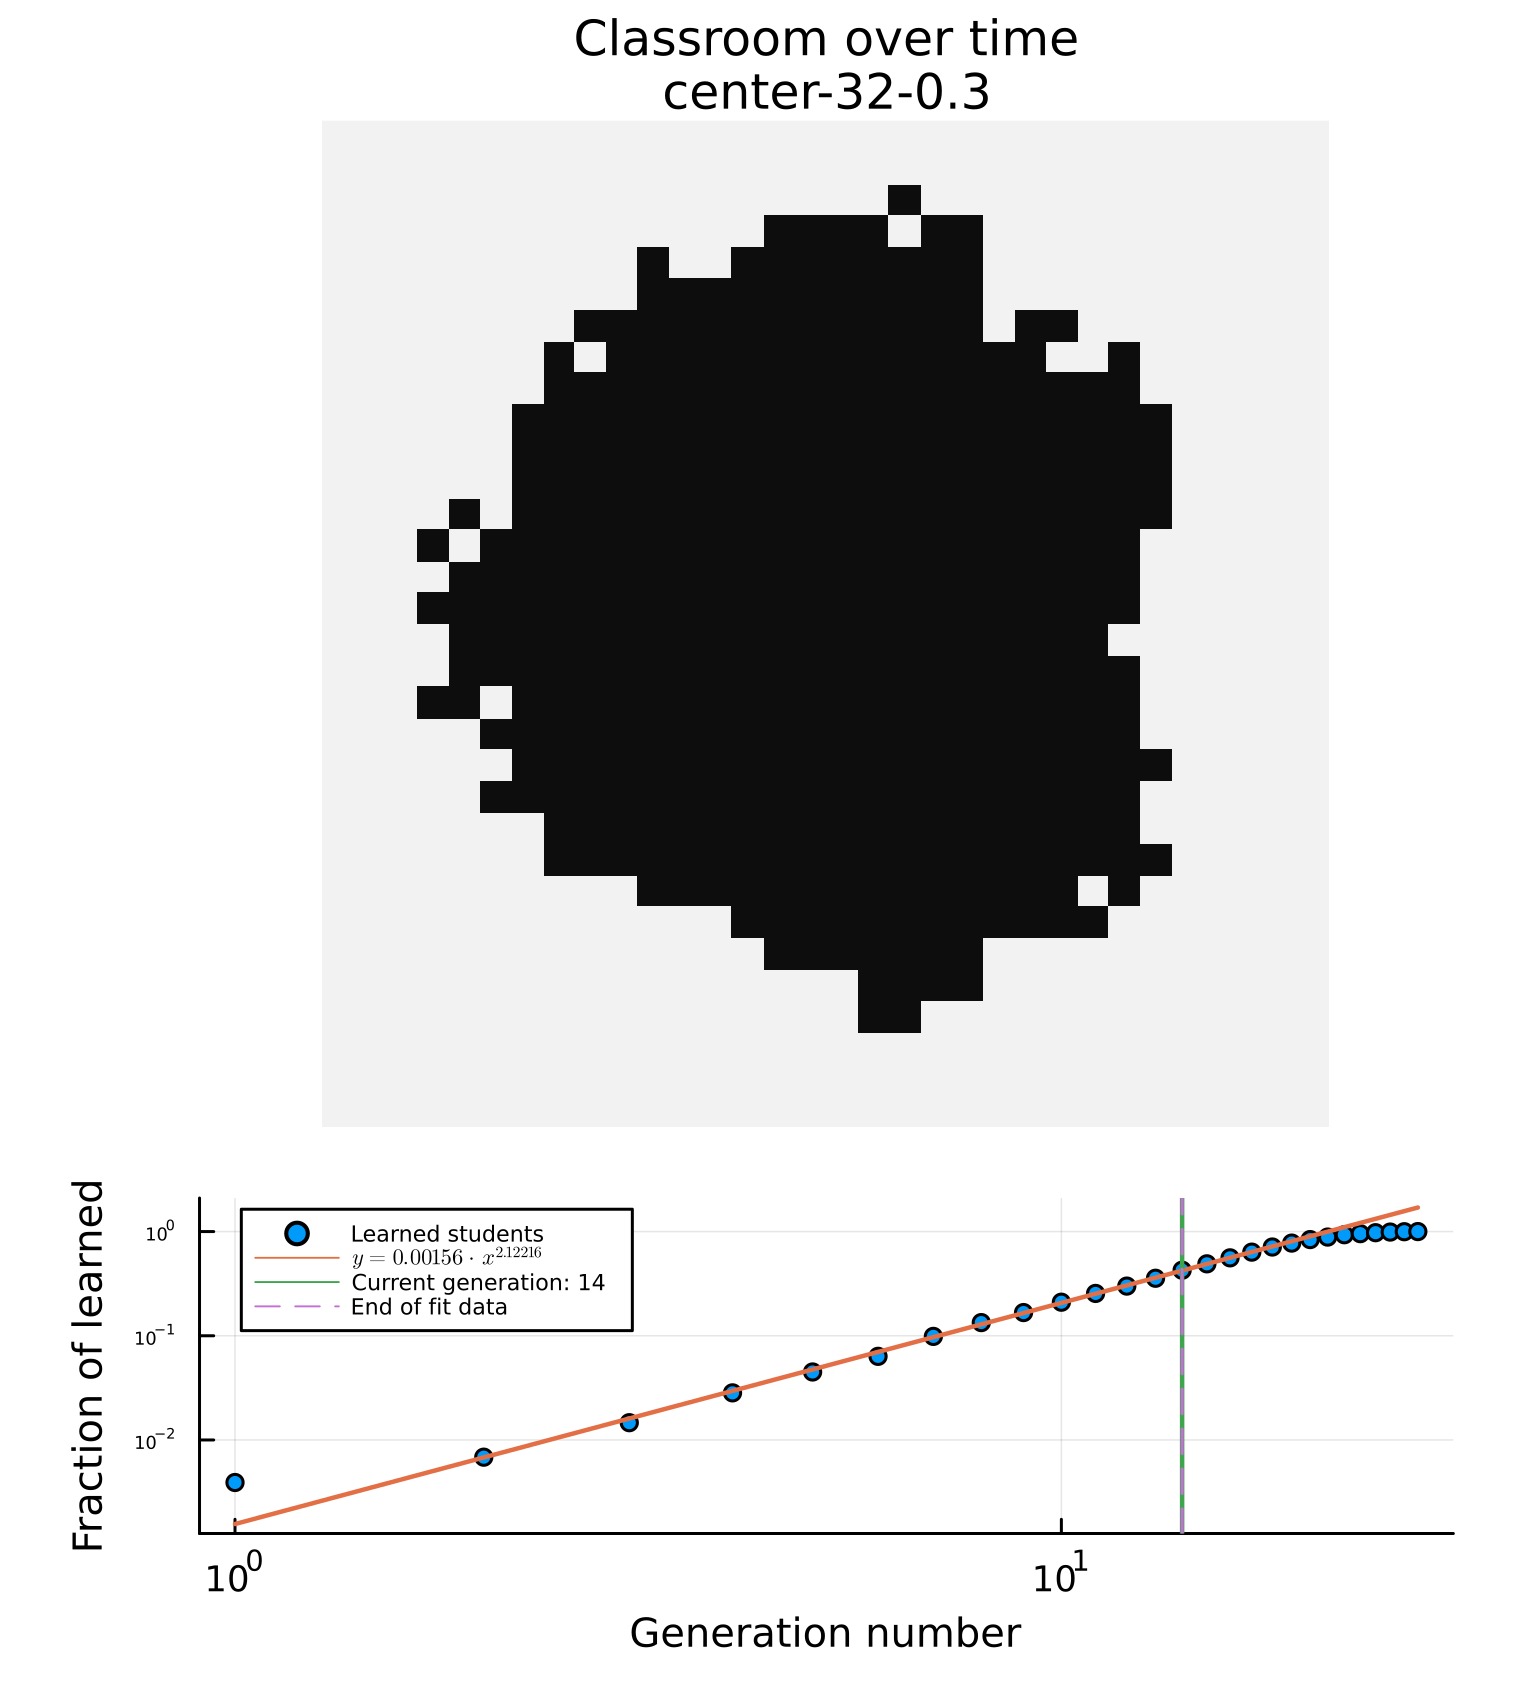 Classroom over time
center-32-0.3
Fraction of learned
10^0
10^-1
10^-2
Learned students
y = 0.00156 · x^2.12216
Current generation: 14
End of fit data
10^0
10^1
Generation number